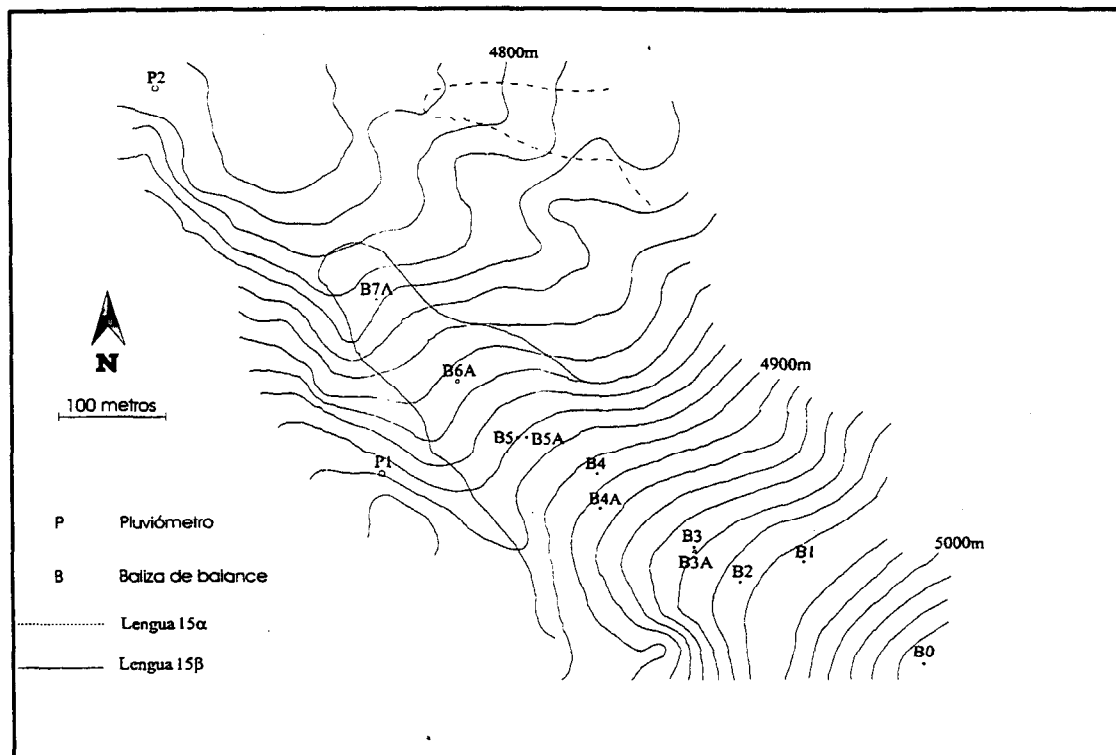 4800m
P2
B7A
B6A
4900m
B5
B5A
B4
P1
B4A
B3
B3A
B2
B1
5000m
B0
N
100 metros
P Pluviómetro
B Baliza de balance
Lengua 15α
Lengua 15β